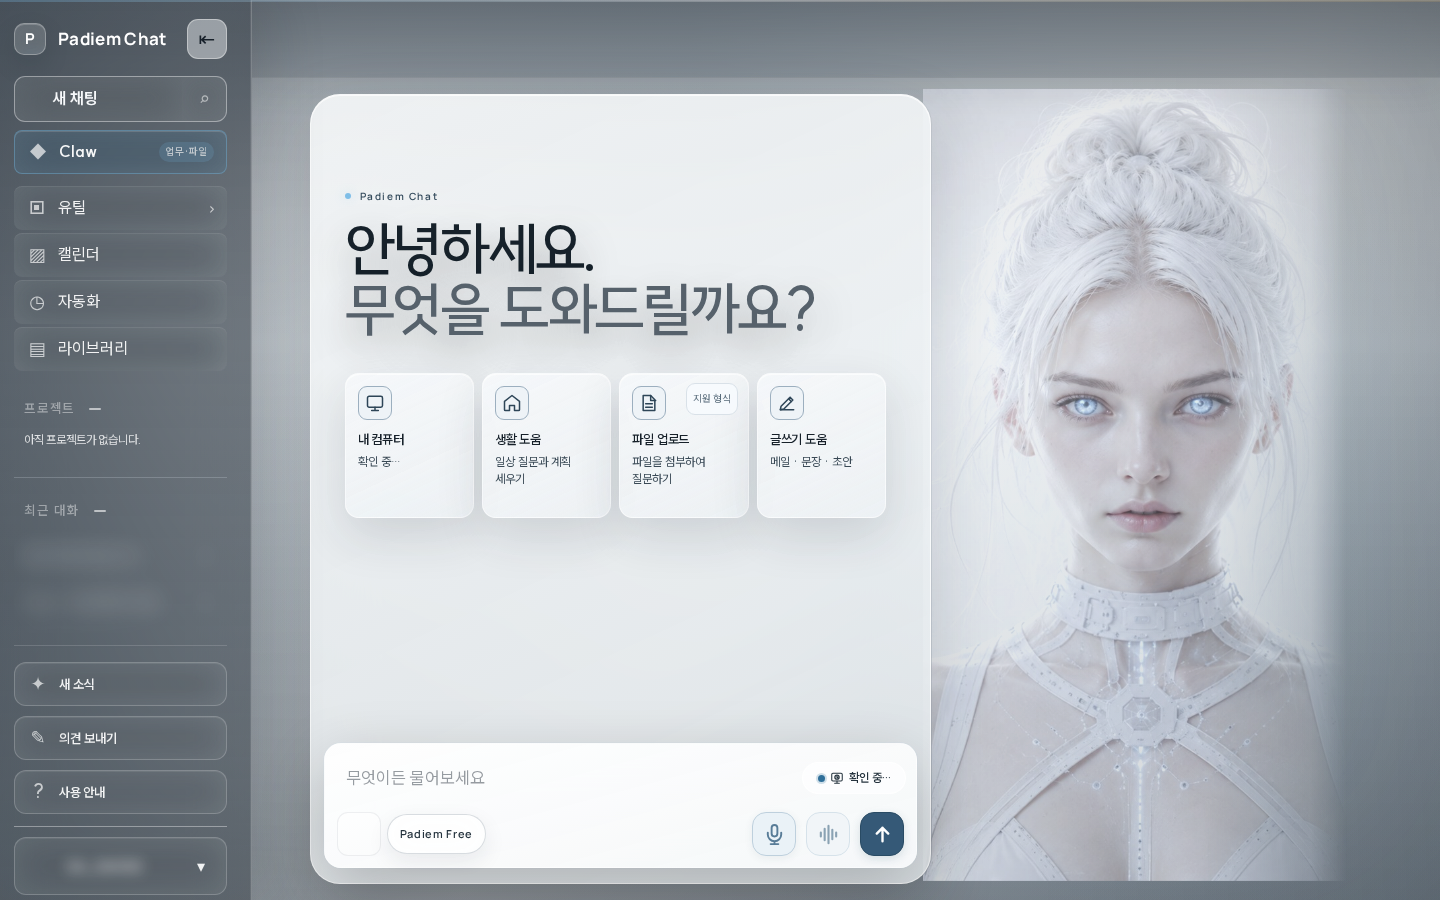 P
Padiem Chat
새 채팅
Claw
업무·파일
유틸
캘린더
자동화
라이브러리
프로젝트
아직 프로젝트가 없습니다.
최근 대화
새 소식
의견 보내기
? 사용 안내
Padiem Chat
안녕하세요.
무엇을 도와드릴까요?
내 컴퓨터
확인 중…
생활 도움
일상 질문과 계획
세우기
지원 형식
파일 업로드
파일을 첨부하여
질문하기
글쓰기 도움
메일 · 문장 · 초안
무엇이든 물어보세요
확인 중…
Padiem Free